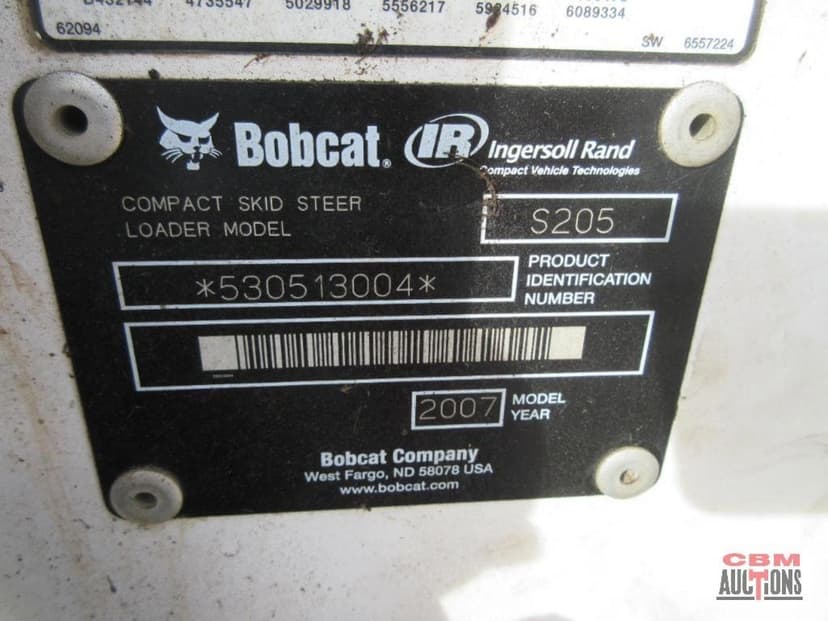 4735547 5029918 5556217 5924516 6089334
62094 SW 6557224
Bobcat® IR Ingersoll Rand
Compact Vehicle Technologies
COMPACT SKID STEER
LOADER MODEL
S205
*530513004*
PRODUCT
IDENTIFICATION
NUMBER
2007
MODEL
YEAR
Bobcat Company
West Fargo, ND 58078 USA
www.bobcat.com
CBM
AUCTIONS